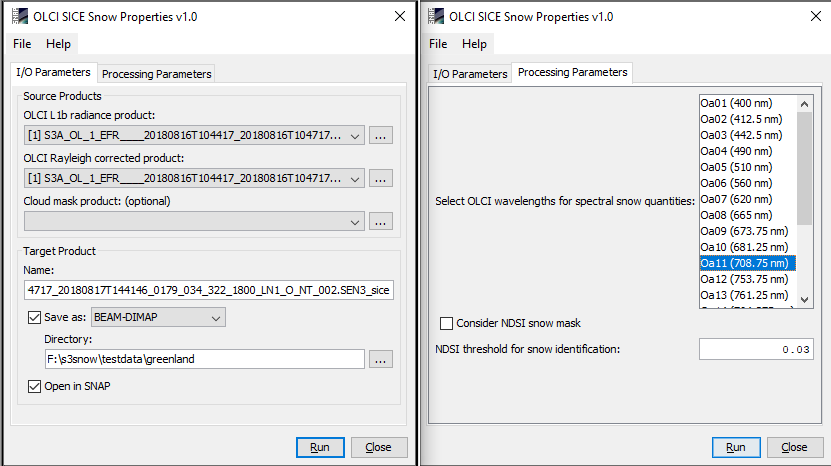 OLCI SICE Snow Properties v1.0
File Help
I/O Parameters Processing Parameters
Source Products
OLCI L1b radiance product:
[1] S3A_OL_1_EFR____20180816T104417_20180816T104717... ...
OLCI Rayleigh corrected product:
[1] S3A_OL_1_EFR____20180816T104417_20180816T104717... ...
Cloud mask product: (optional)
...
Target Product
Name:
4717_20180817T144146_0179_034_322_1800_LN1_O_NT_002.SEN3_sice
Save as: BEAM-DIMAP
Directory:
F:\s3snow\testdata\greenland ...
Open in SNAP
Run Close
OLCI SICE Snow Properties v1.0
File Help
I/O Parameters Processing Parameters
Oa01 (400 nm)
Oa02 (412.5 nm)
Oa03 (442.5 nm)
Oa04 (490 nm)
Oa05 (510 nm)
Oa06 (560 nm)
Oa07 (620 nm)
Select OLCI wavelengths for spectral snow quantities:
Oa08 (665 nm)
Oa09 (673.75 nm)
Oa10 (681.25 nm)
Oa11 (708.75 nm)
Oa12 (753.75 nm)
Oa13 (761.25 nm)
Consider NDSI snow mask
NDSI threshold for snow identification: 0.03
Run Close